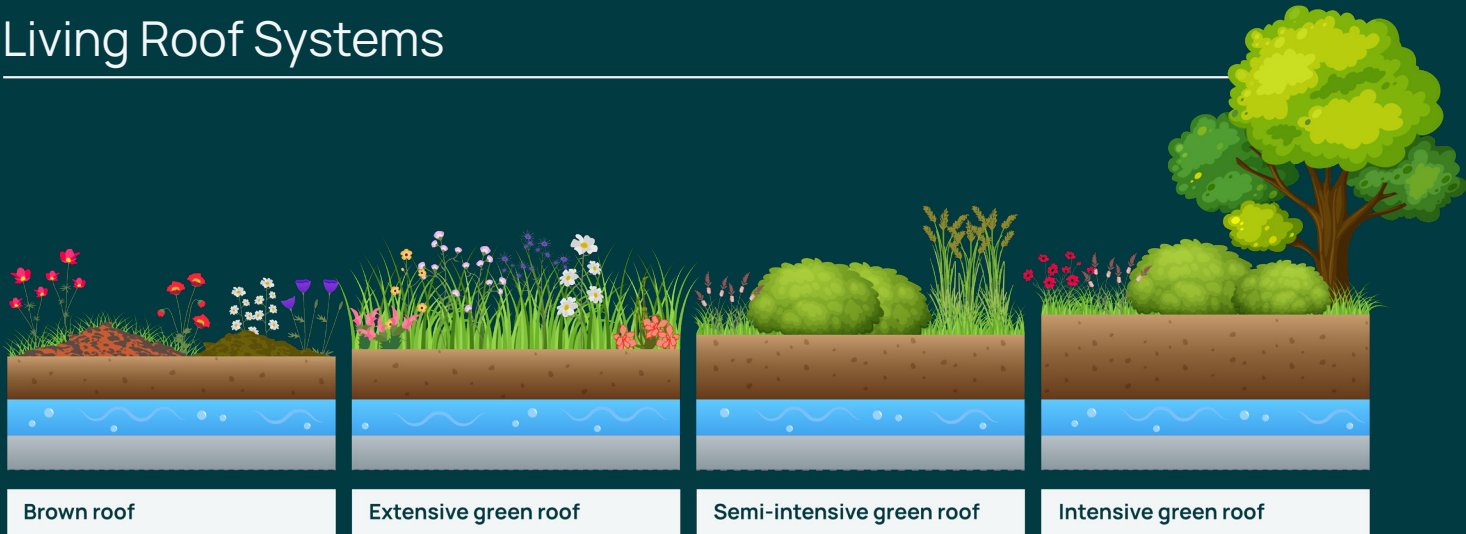 Living Roof Systems
Brown roof
Extensive green roof
Semi-intensive green roof
Intensive green roof